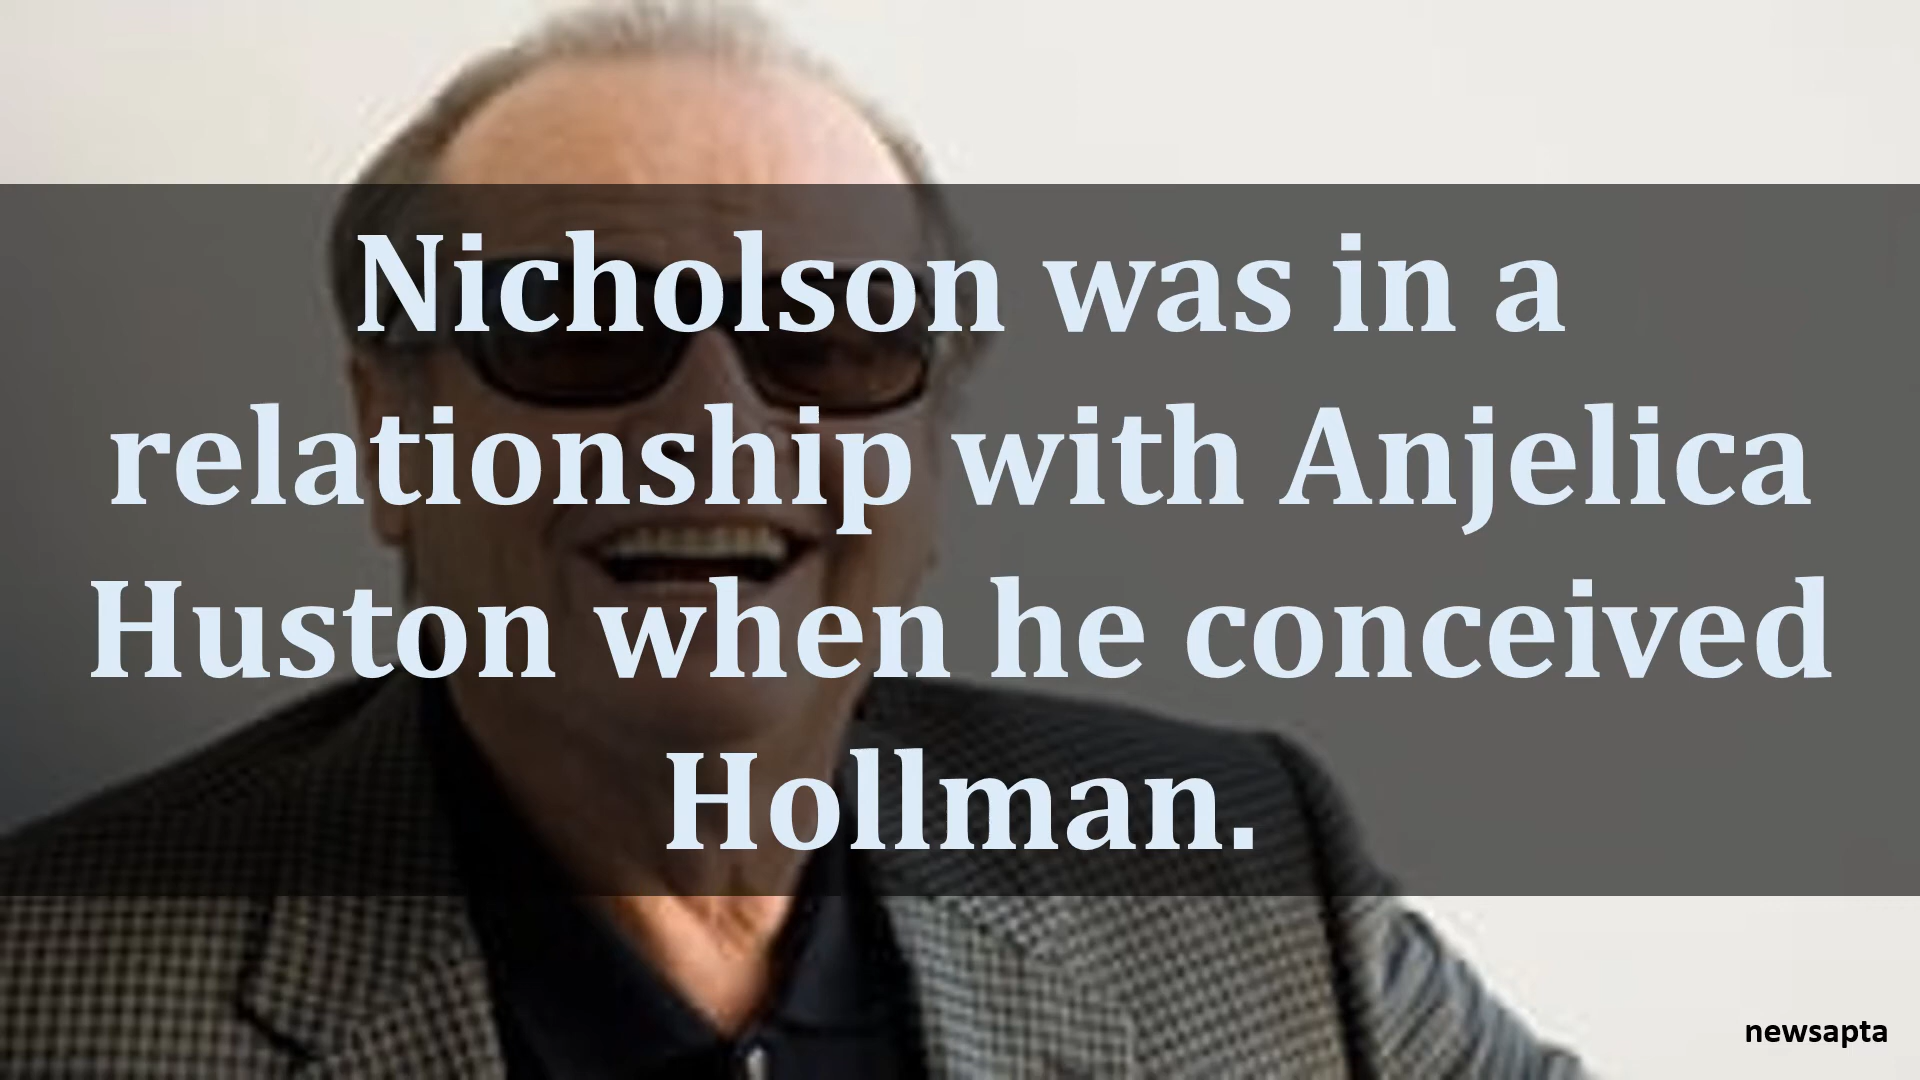 Nicholson was in a
relationship with Anjelica
Huston when he conceived
Hollman.
newsapta